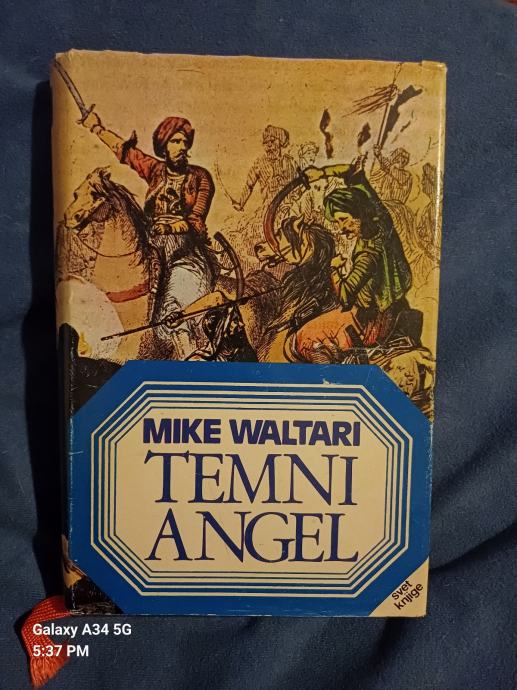 MIKE WALTARI
TEMNI
ANGEL
svet
knjige
Galaxy A34 5G
5:37 PM